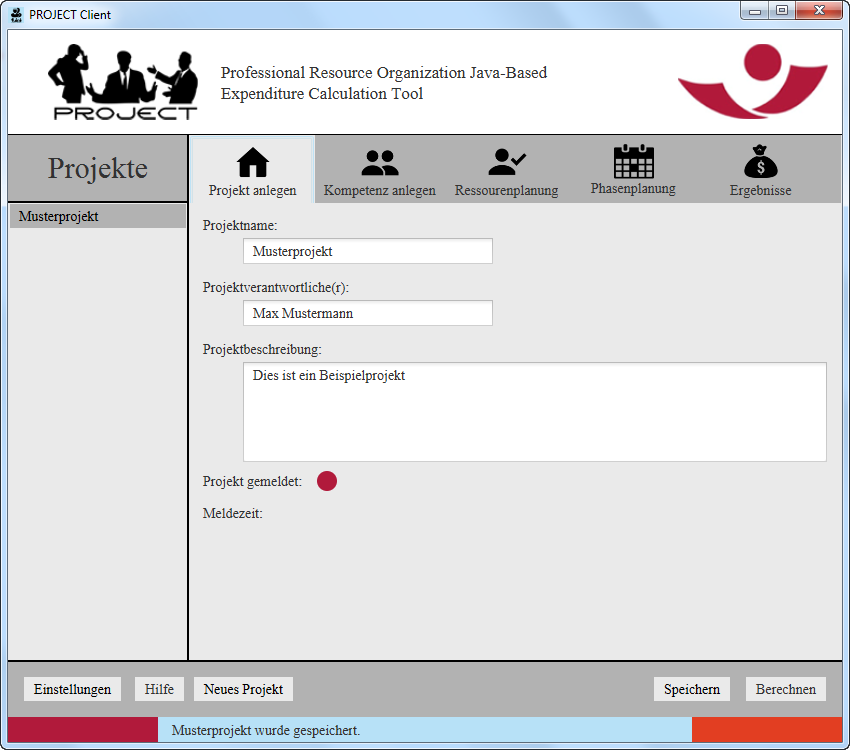 PROJECT Client
PROJECT
Professional Resource Organization Java-Based
Expenditure Calculation Tool
Projekte
Projekt anlegen
Kompetenz anlegen
Ressourenplanung
Phasenplanung
$
Ergebnisse
Musterprojekt
Projektname:
Musterprojekt
Projektverantwortliche(r):
Max Mustermann
Projektbeschreibung:
Dies ist ein Beispielprojekt
Projekt gemeldet:
Meldezeit:
Einstellungen
Hilfe
Neues Projekt
Speichern
Berechnen
Musterprojekt wurde gespeichert.